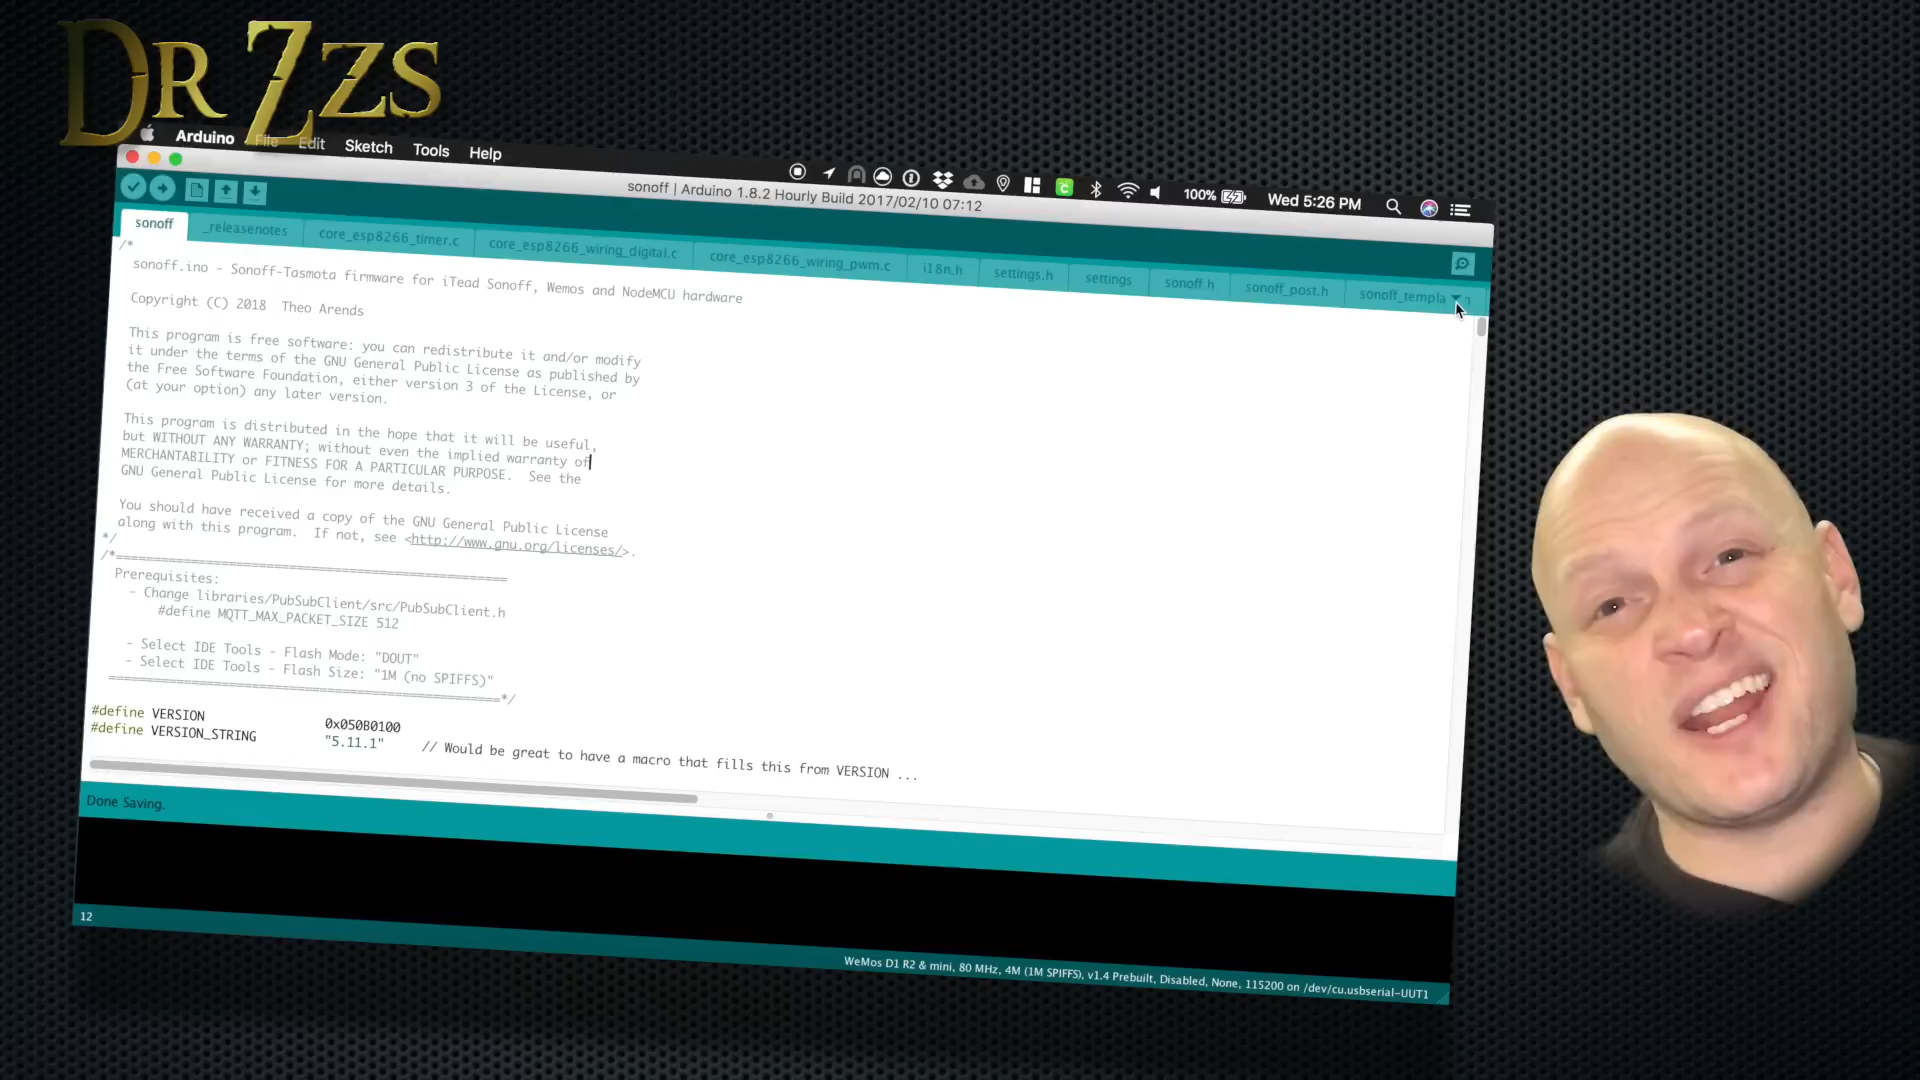 DR ZZS
Arduino File Edit Sketch Tools Help
100% Wed 5:26 PM
sonoff | Arduino 1.8.2 Hourly Build 2017/02/10 07:12
sonoff _releasenotes core_esp8266_timer.c core_esp8266_wiring_digital.c core_esp8266_wiring_pwm.c i18n.h settings.h settings sonoff.h sonoff_post.h sonoff_templa
/*
sonoff.ino - Sonoff-Tasmota firmware for iTead Sonoff, Wemos and NodeMCU hardware
Copyright (C) 2018  Theo Arends
This program is free software: you can redistribute it and/or modify
it under the terms of the GNU General Public License as published by
the Free Software Foundation, either version 3 of the License, or
(at your option) any later version.
This program is distributed in the hope that it will be useful,
but WITHOUT ANY WARRANTY; without even the implied warranty of
MERCHANTABILITY or FITNESS FOR A PARTICULAR PURPOSE.  See the
GNU General Public License for more details.
You should have received a copy of the GNU General Public License
along with this program.  If not, see <http://www.gnu.org/licenses/>.
*/
/*====================================================
Prerequisites:
- Change libraries/PubSubClient/src/PubSubClient.h
#define MQTT_MAX_PACKET_SIZE 512
- Select IDE Tools - Flash Mode: "DOUT"
- Select IDE Tools - Flash Size: "1M (no SPIFFS)"
====================================================*/
#define VERSION 0x050B0100
#define VERSION_STRING "5.11.1" // Would be great to have a macro that fills this from VERSION ...
Done Saving.
12
WeMos D1 R2 & mini, 80 MHz, 4M (1M SPIFFS), v1.4 Prebuilt, Disabled, None, 115200 on /dev/cu.usbserial-UUT1